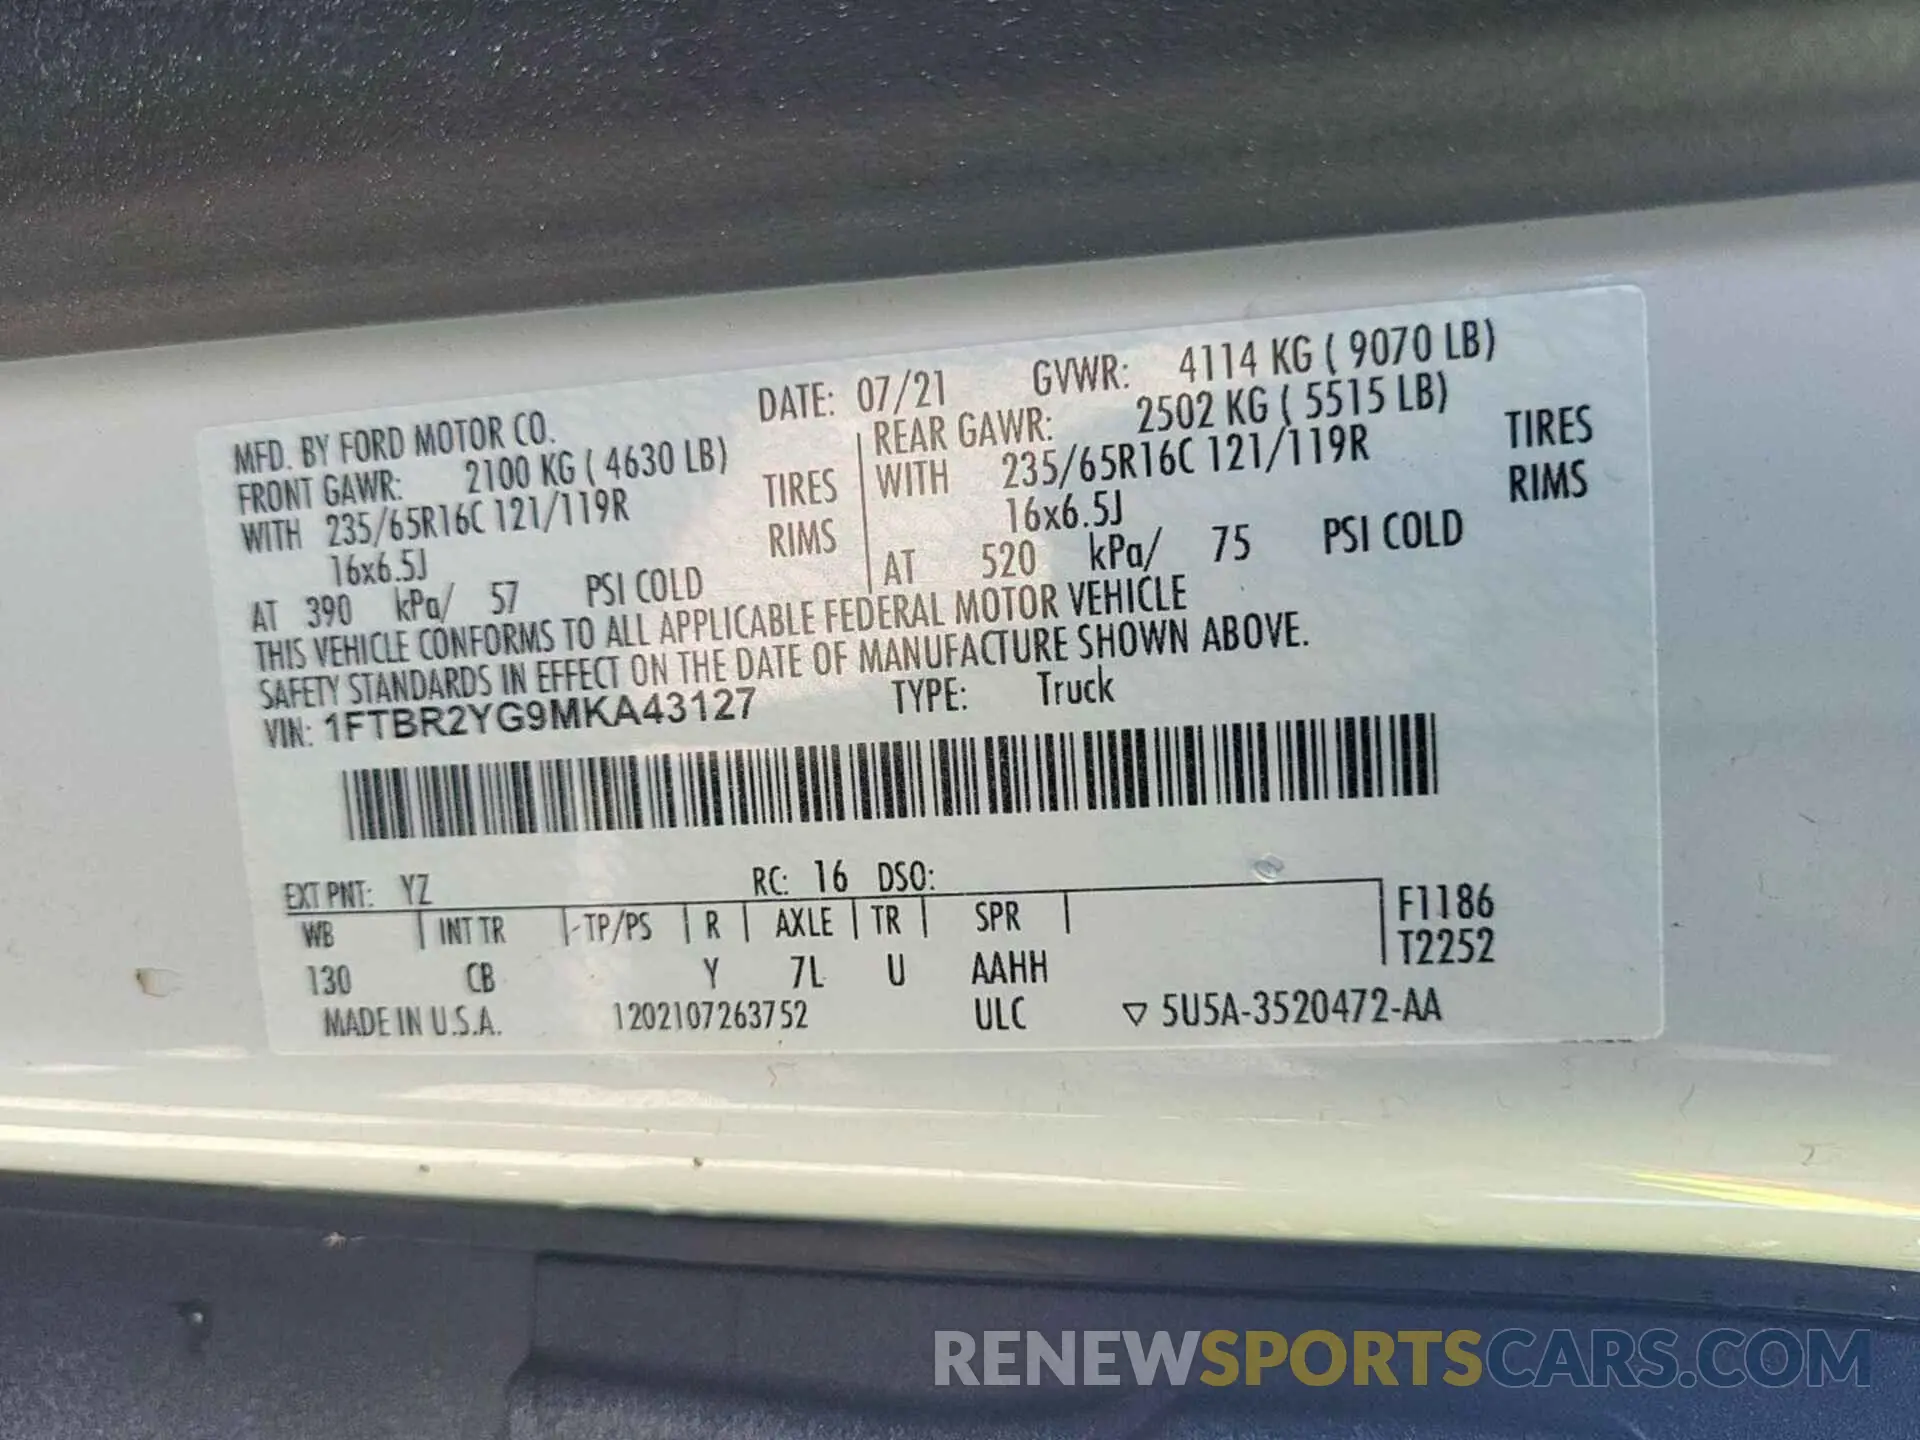 MFD. BY FORD MOTOR CO. DATE: 07/21 GVWR: 4114 KG ( 9070 LB)
FRONT GAWR: 2100 KG ( 4630 LB) REAR GAWR: 2502 KG ( 5515 LB)
WITH 235/65R16C 121/119R TIRES WITH 235/65R16C 121/119R TIRES
16x6.5J RIMS 16x6.5J RIMS
AT 390 kPa/ 57 PSI COLD AT 520 kPa/ 75 PSI COLD
THIS VEHICLE CONFORMS TO ALL APPLICABLE FEDERAL MOTOR VEHICLE
SAFETY STANDARDS IN EFFECT ON THE DATE OF MANUFACTURE SHOWN ABOVE.
VIN: 1FTBR2YG9MKA43127 TYPE: Truck
EXT PNT: YZ RC: 16 DSO:
WB INT TR TP/PS R AXLE TR SPR F1186
T2252
130 CB Y 7L U AAHH
MADE IN U.S.A. 1202107263752 ULC ▽ 5U5A-3520472-AA
RENEWSPORTSCARS.COM